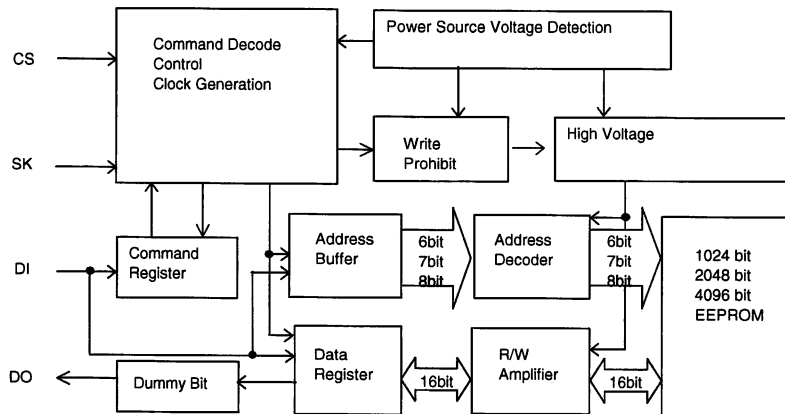 Power Source Voltage Detection
Command Decode
Control
Clock Generation
CS
SK
Write
Prohibit
High Voltage
Command
Register
DI
Address
Buffer
6bit
7bit
8bit
Address
Decoder
6bit
7bit
8bit
1024 bit
2048 bit
4096 bit
EEPROM
DO
Dummy Bit
Data
Register
16bit
R/W
Amplifier
16bit